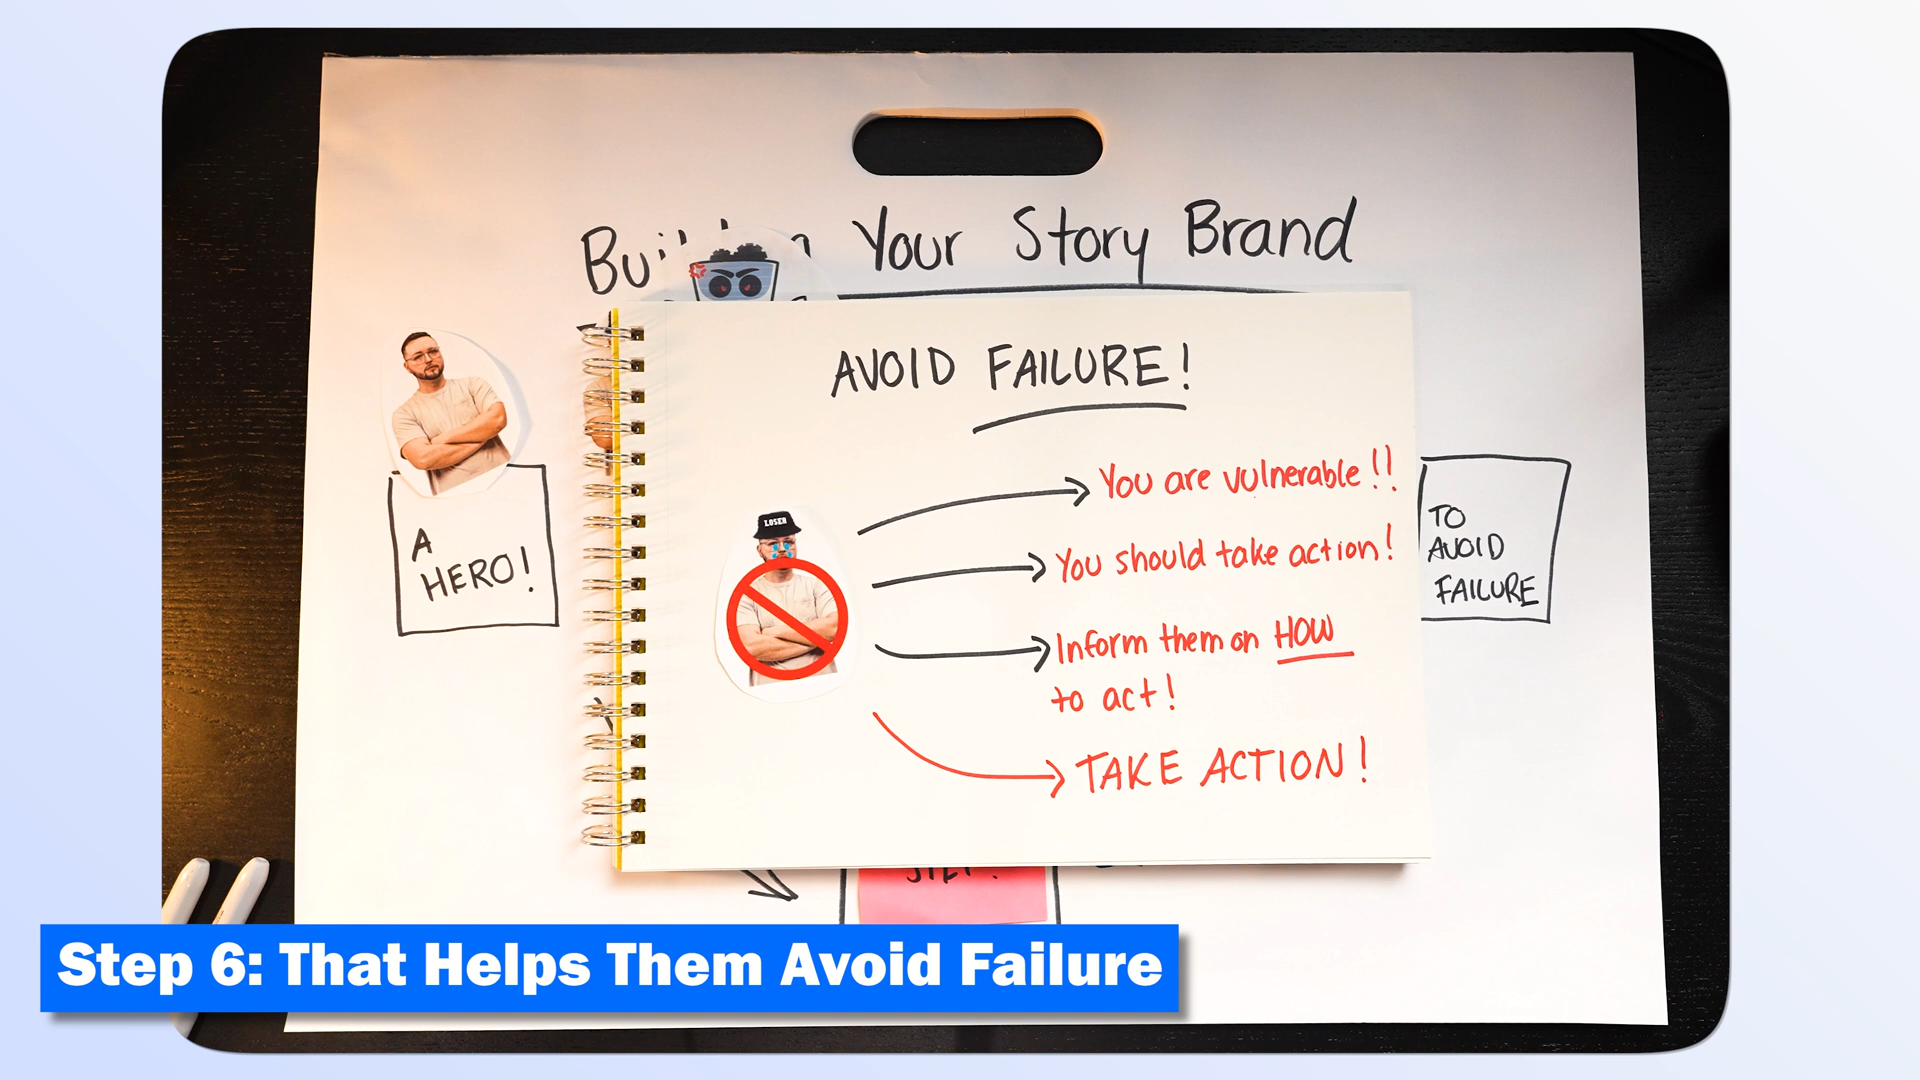 Your Story Brand
AVOID FAILURE!
You are vulnerable!!
LOSER
You should take action!
TO
AVOID
FAILURE
A
HERO!
Inform them on HOW
to act!
TAKE ACTION!
Step 6: That Helps Them Avoid Failure